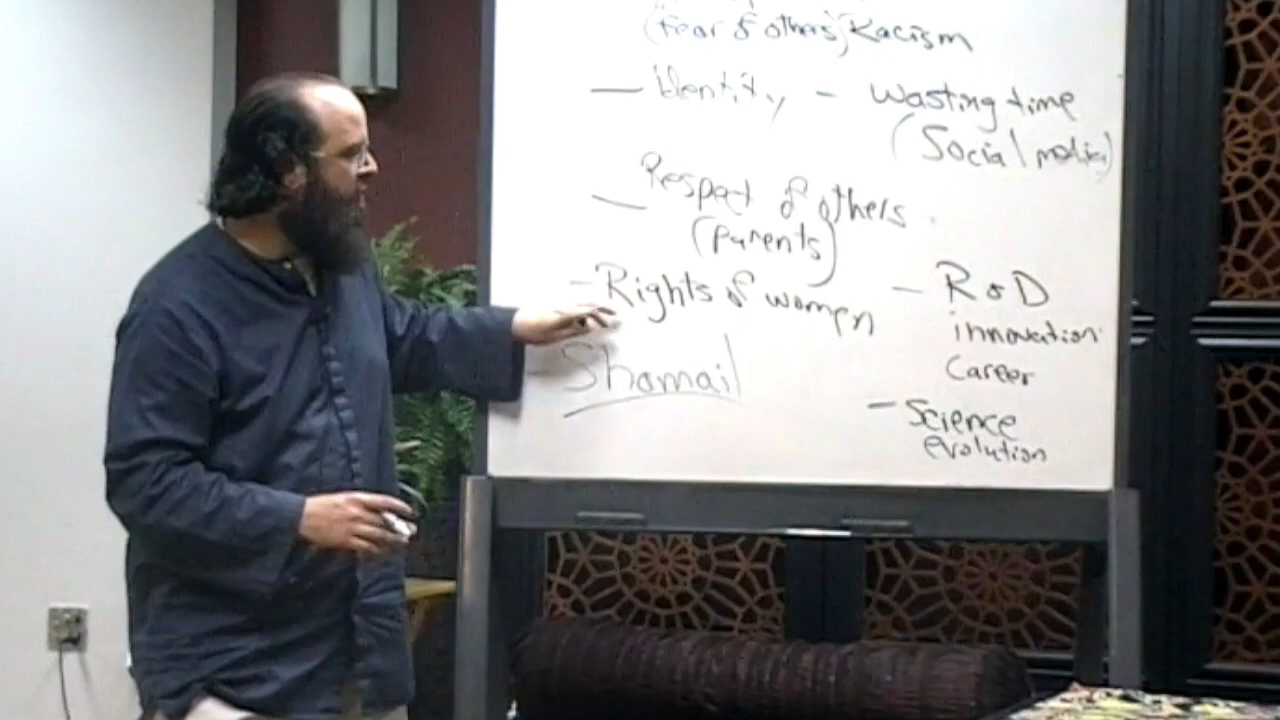 (Fear of others) Racism
— Identity - Wasting time
(Social media)
— Respect of others
(Parents)
- Rights of women
Shamail
- R & D
innovation
Career
- Science
evolution